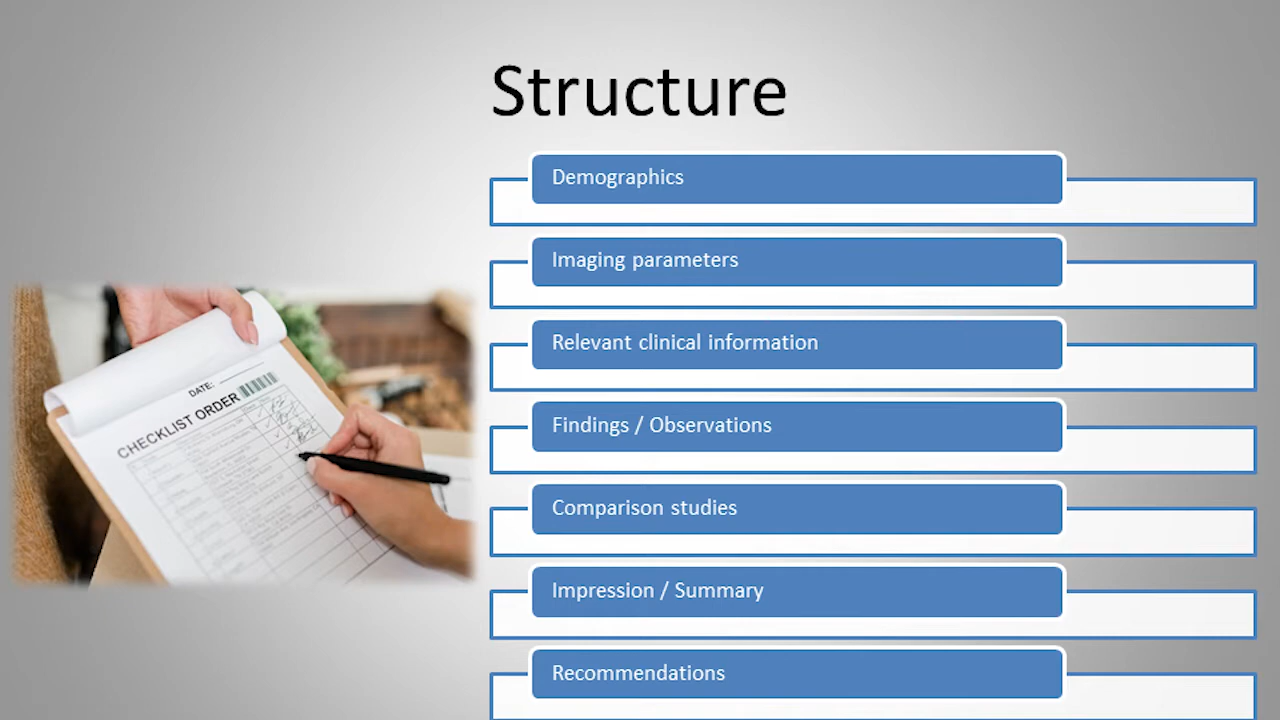 Structure
Demographics
Imaging parameters
Relevant clinical information
Findings / Observations
Comparison studies
Impression / Summary
Recommendations
DATE:
CHECKLIST ORDER